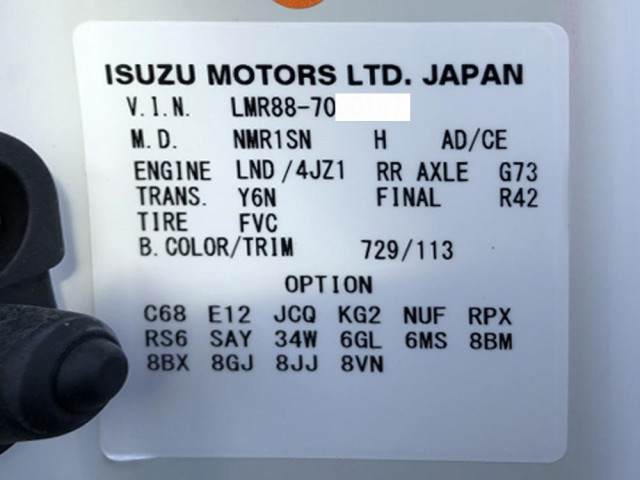 ISUZU MOTORS LTD. JAPAN
V.I.N. LMR88-70
M.D. NMR1SN H AD/CE
ENGINE LND/4JZ1 RR AXLE G73
TRANS. Y6N FINAL R42
TIRE FVC
B.COLOR/TRIM 729/113
OPTION
C68 E12 JCQ KG2 NUF RPX
RS6 SAY 34W 6GL 6MS 8BM
8BX 8GJ 8JJ 8VN